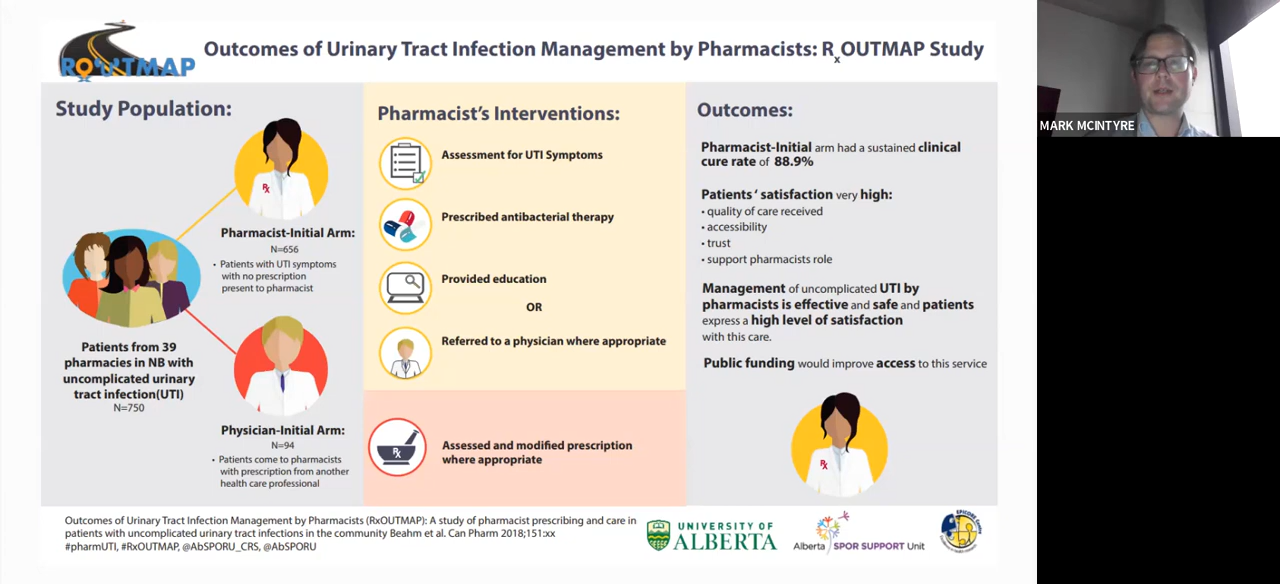 ROUTMAP
Outcomes of Urinary Tract Infection Management by Pharmacists: RxOUTMAP Study
Study Population:
Pharmacist-Initial Arm:
N=656
• Patients with UTI symptoms
with no prescription
present to pharmacist
Patients from 39
pharmacies in NB with
uncomplicated urinary
tract infection(UTI)
N=750
Physician-Initial Arm:
N=94
• Patients come to pharmacists
with prescription from another
health care professional
Pharmacist's Interventions:
Assessment for UTI Symptoms
Prescribed antibacterial therapy
Provided education
OR
Referred to a physician where appropriate
Assessed and modified prescription
where appropriate
Outcomes:
Pharmacist-Initial arm had a sustained clinical
cure rate of 88.9%
Patients' satisfaction very high:
• quality of care received
• accessibility
• trust
• support pharmacists role
Management of uncomplicated UTI by
pharmacists is effective and safe and patients
express a high level of satisfaction
with this care.
Public funding would improve access to this service
Rx
Rx
Rx
Outcomes of Urinary Tract Infection Management by Pharmacists (RxOUTMAP): A study of pharmacist prescribing and care in
patients with uncomplicated urinary tract infections in the community Beahm et al. Can Pharm 2018;151:xx
#pharmUTI, #RxOUTMAP, @AbSPORU_CRS, @AbSPORU
UNIVERSITY OF
ALBERTA
Alberta SPOR SUPPORT Unit
MARK MCINTYRE